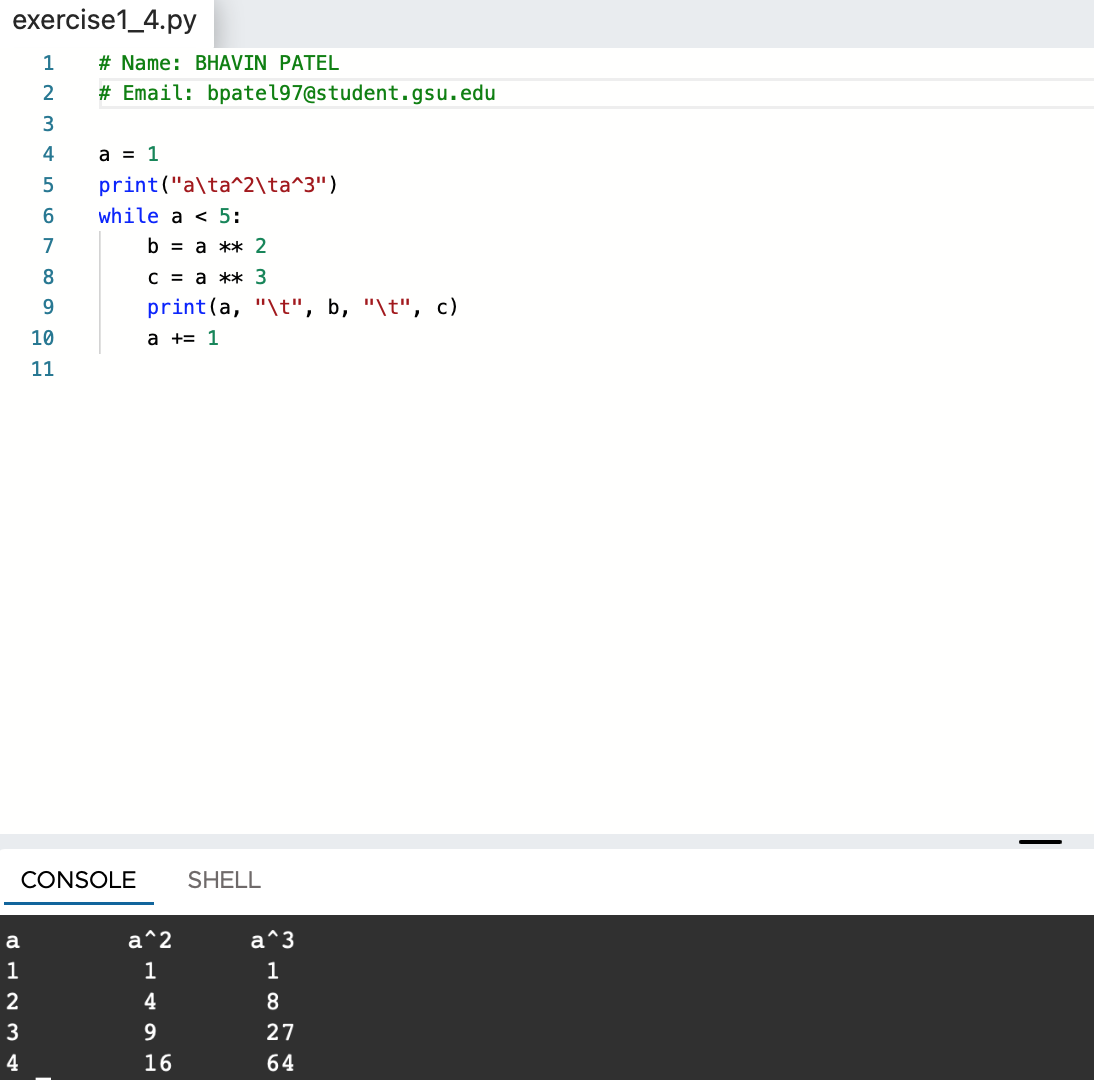 exercise1_4.py
1 # Name: BHAVIN PATEL
2 # Email: bpatel97@student.gsu.edu
3
4 a = 1
5 print("a\ta^2\ta^3")
6 while a < 5:
7     b = a ** 2
8     c = a ** 3
9     print(a, "\t", b, "\t", c)
10     a += 1
11
CONSOLE SHELL
a a^2 a^3
1 1 1
2 4 8
3 9 27
4 16 64